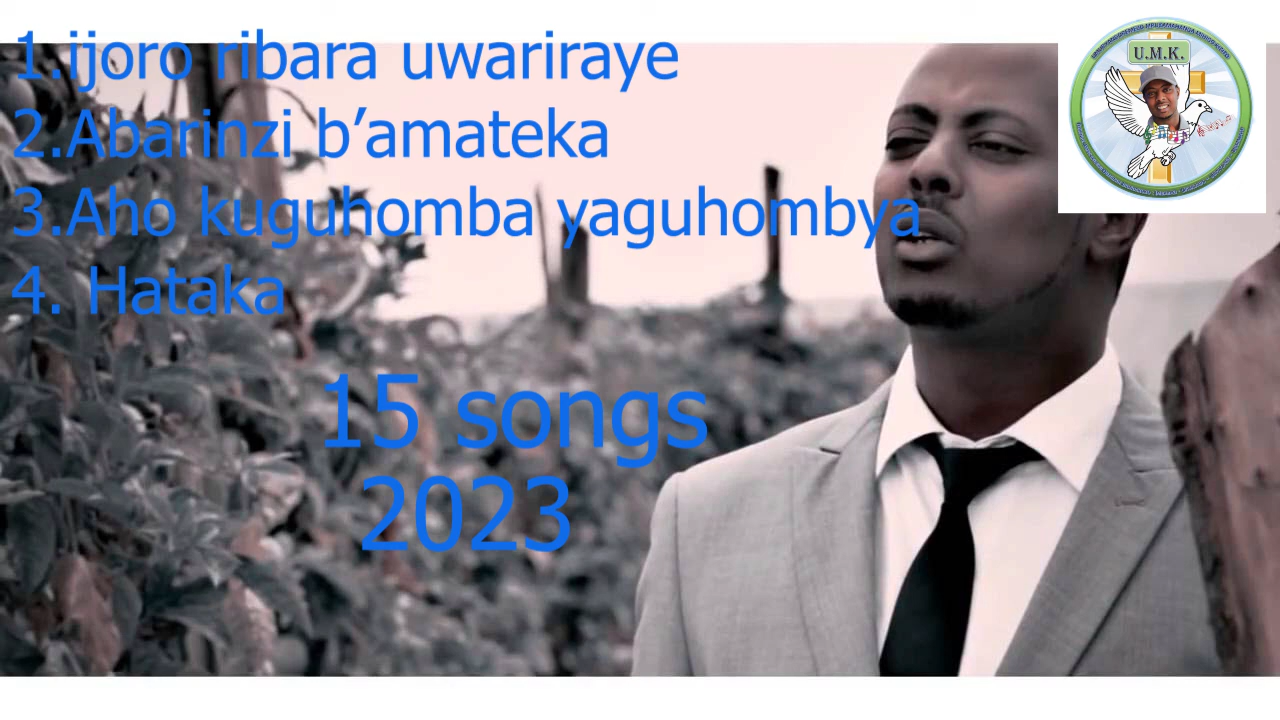 1.ijoro ribara uwariraye
2.Abarinzi b’amateka
3.Aho kuguhomba yaguhombya
4. Hataka
15 songs
2023
U.M.K.